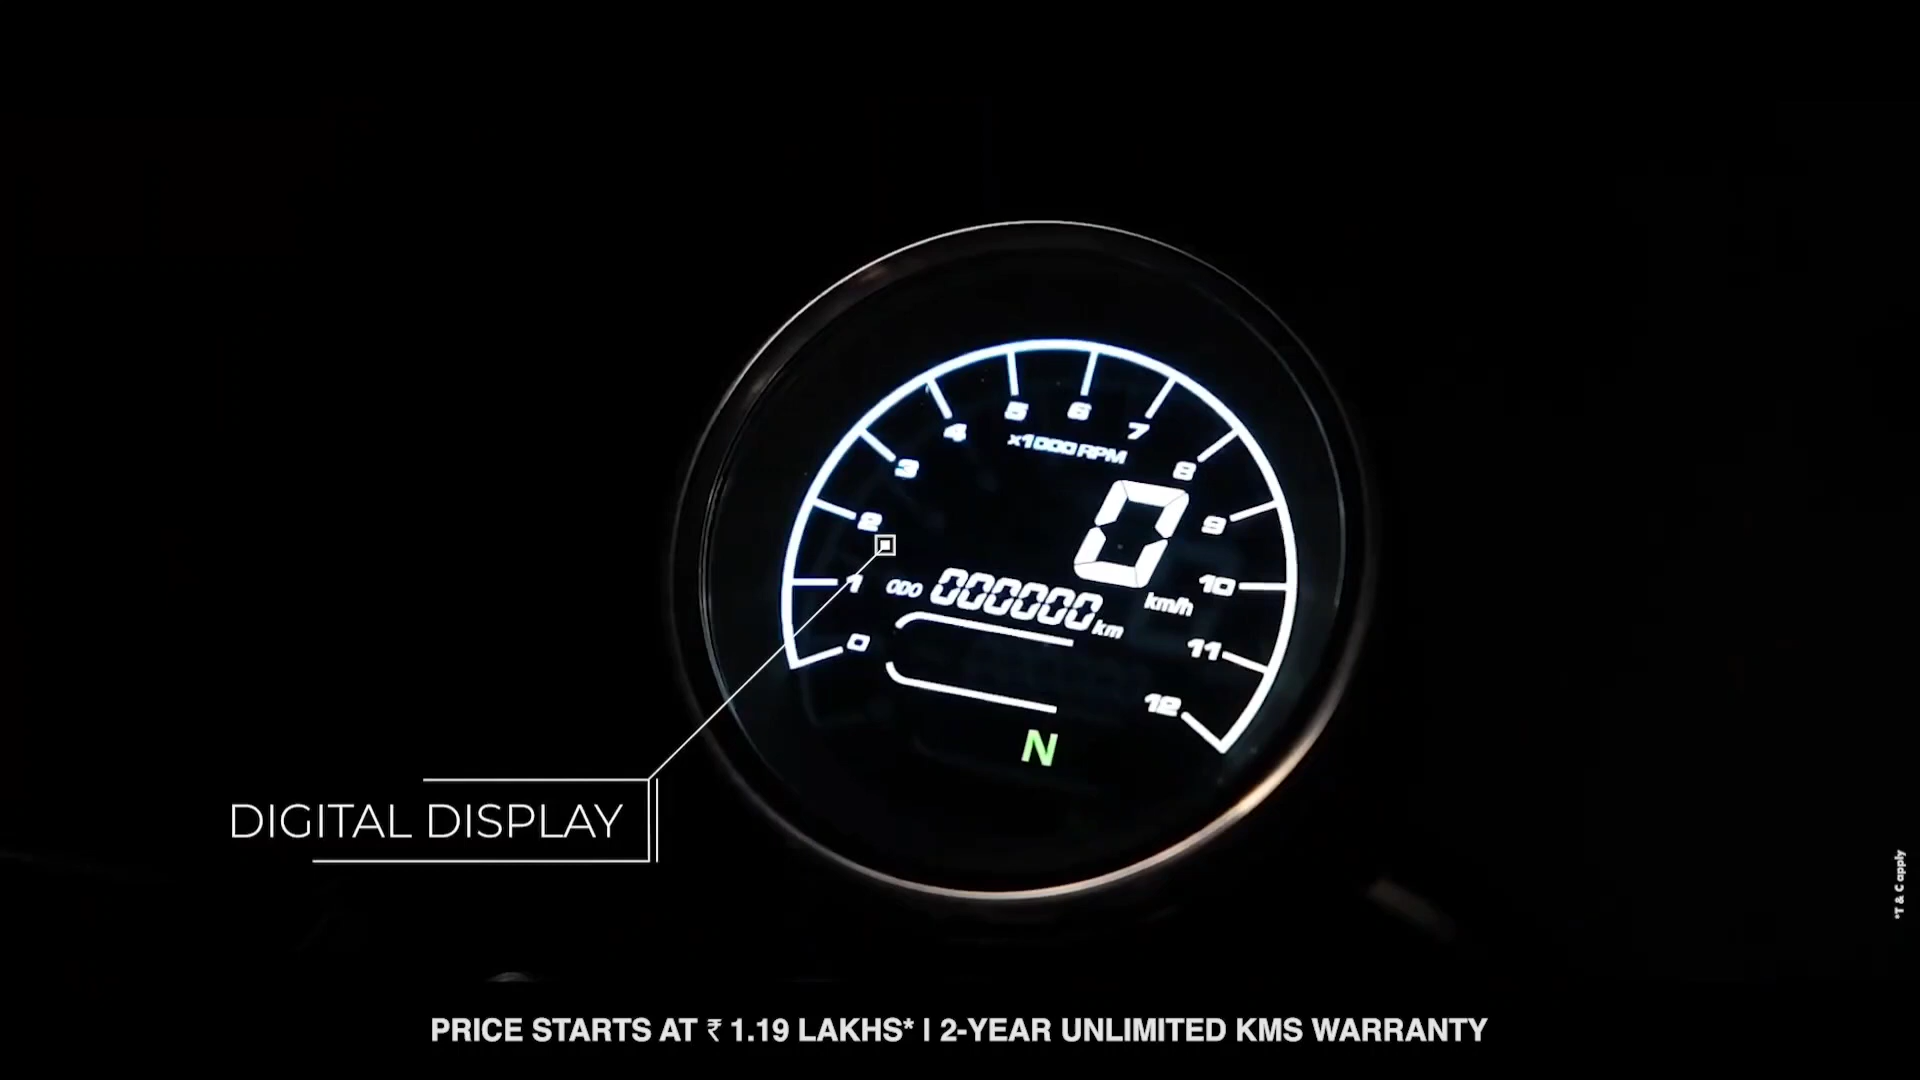 5 6
4 7
x1000 RPM
3 8
2 0 9
1 ODO 000000 km km/h 10
0 11
12
N
DIGITAL DISPLAY
*T & C apply
PRICE STARTS AT ₹ 1.19 LAKHS* | 2-YEAR UNLIMITED KMS WARRANTY